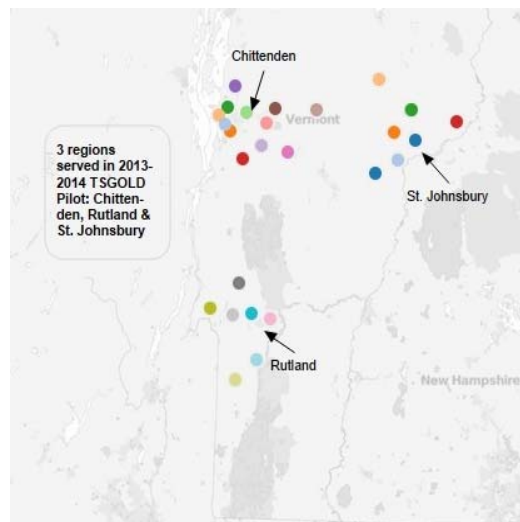 Chittenden
Vermont
3 regions
served in 2013-
2014 TSGOLD
Pilot: Chitten-
den, Rutland &
St. Johnsbury
St. Johnsbury
Rutland
New Hampshire